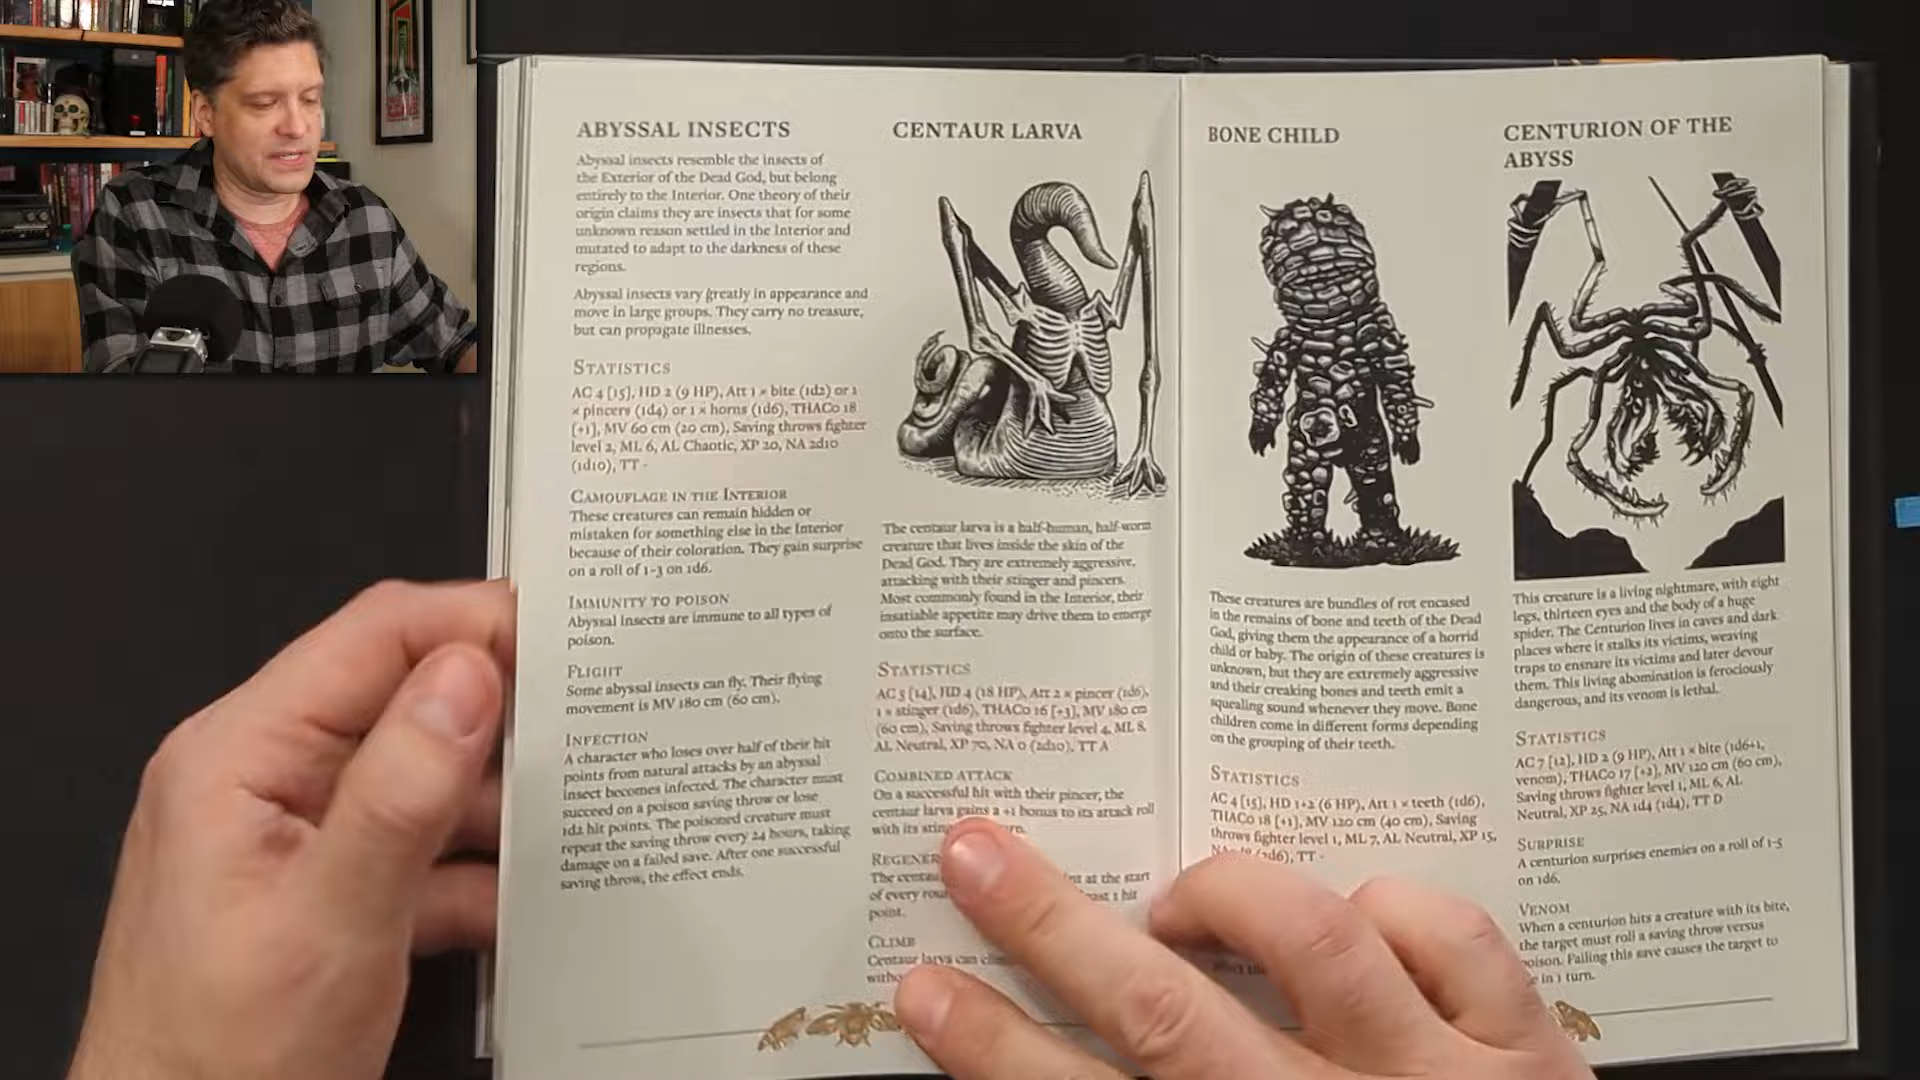 ABYSSAL INSECTS
Abyssal insects resemble the insects of
the Exterior of the Dead God, but belong
entirely to the Interior. One theory of their
origin claims they are insects that for some
unknown reason settled in the Interior and
mutated to adapt to the darkness of these
regions.
Abyssal insects vary greatly in appearance and
move in large groups. They carry no treasure,
but can propagate illnesses.
STATISTICS
AC 4 [15], HD 2 (9 HP), Att 1 × bite (1d2) or 1
× pincers (1d4) or 1 × horns (1d6), THAC0 18
[+1], MV 60 cm (20 cm), Saving throws fighter
level 2, ML 6, AL Chaotic, XP 20, NA 2d10
(1d10), TT -
CAMOUFLAGE IN THE INTERIOR
These creatures can remain hidden or
mistaken for something else in the Interior
because of their coloration. They gain surprise
on a roll of 1-3 on 1d6.
IMMUNITY TO POISON
Abyssal insects are immune to all types of
poison.
FLIGHT
Some abyssal insects can fly. Their flying
movement is MV 180 cm (60 cm).
INFECTION
A character who loses over half of their hit
points from natural attacks by an abyssal
insect becomes infected. The character must
succeed on a poison saving throw or lose
1d2 hit points. The poisoned creature must
repeat the saving throw every 24 hours, taking
damage on a failed save. After one successful
saving throw, the effect ends.
CENTAUR LARVA
The centaur larva is a half-human, half-worm
creature that lives inside the skin of the
Dead God. They are extremely aggressive,
attacking with their stinger and pincers.
Most commonly found in the Interior, their
insatiable appetite may drive them to emerge
onto the surface.
STATISTICS
AC 5 [14], HD 4 (18 HP), Att 2 × pincer (1d6),
1 × stinger (1d6), THAC0 16 [+3], MV 180 cm
(60 cm), Saving throws fighter level 4, ML 8,
AL Neutral, XP 70, NA 0 (2d10), TT A
COMBINED ATTACK
On a successful hit with their pincer, the
centaur larva gains a +1 bonus to its attack roll
with its
The at the start
of every 1 hit
point.
CLIMB
Centaur larva can
BONE CHILD
These creatures are bundles of rot encased
in the remains of bone and teeth of the Dead
God, giving them the appearance of a horrid
child or baby. The origin of these creatures is
unknown, but they are extremely aggressive
and their creaking bones and teeth emit a
squealing sound whenever they move. Bone
children come in different forms depending
on the grouping of their teeth.
STATISTICS
AC 4 [15], HD 1+2 (6 HP), Att 1 × teeth (1d6),
THAC0 18 [+1], MV 120 cm (40 cm), Saving
throws fighter level 1, ML 7, AL Neutral, XP 15,
TT -
CENTURION OF THE
ABYSS
This creature is a living nightmare, with eight
legs, thirteen eyes and the body of a huge
spider. The Centurion lives in caves and dark
places where it stalks its victims, weaving
traps to ensnare its victims and later devour
them. This living abomination is ferociously
dangerous, and its venom is lethal.
STATISTICS
AC 7 [12], HD 2 (9 HP), Att 1 × bite (1d6+1,
venom), THAC0 17 [+2], MV 120 cm (60 cm),
Saving throws fighter level 1, ML 6, AL
Neutral, XP 25, NA 1d4 (1d4), TT D
SURPRISE
A centurion surprises enemies on a roll of 1-5
on 1d6.
VENOM
When a centurion hits a creature with its bite,
the target must roll a saving throw versus
poison. Failing this save causes the target to
in 1 turn.